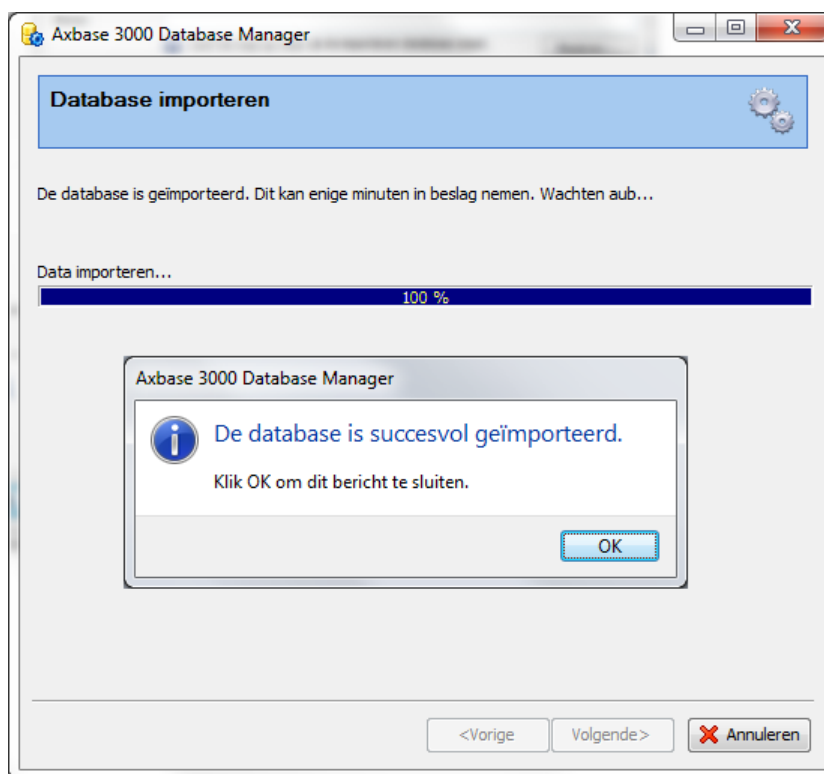 Axbase 3000 Database Manager
Database importeren
De database is geïmporteerd. Dit kan enige minuten in beslag nemen. Wachten aub...
Data importeren...
100 %
Axbase 3000 Database Manager
De database is succesvol geïmporteerd.
Klik OK om dit bericht te sluiten.
OK
<Vorige
Volgende>
Annuleren